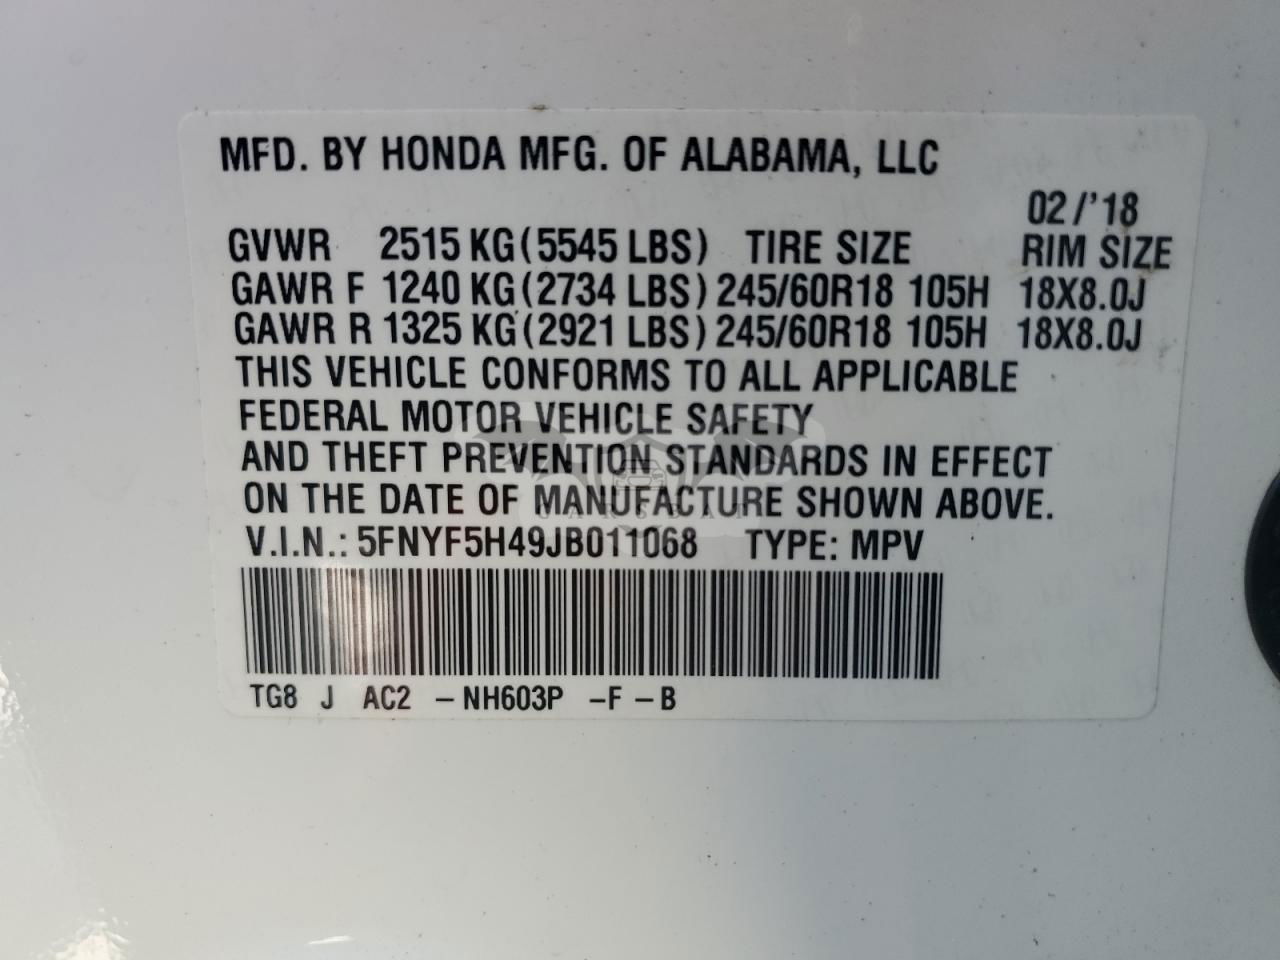 MFD. BY HONDA MFG. OF ALABAMA, LLC
02/'18
GVWR 2515 KG (5545 LBS) TIRE SIZE RIM SIZE
GAWR F 1240 KG (2734 LBS) 245/60R18 105H 18X8.0J
GAWR R 1325 KG (2921 LBS) 245/60R18 105H 18X8.0J
THIS VEHICLE CONFORMS TO ALL APPLICABLE
FEDERAL MOTOR VEHICLE SAFETY
AND THEFT PREVENTION STANDARDS IN EFFECT
ON THE DATE OF MANUFACTURE SHOWN ABOVE.
CARSBAT
V.I.N.: 5FNYF5H49JB011068 TYPE: MPV
TG8 J AC2 -NH603P -F-B